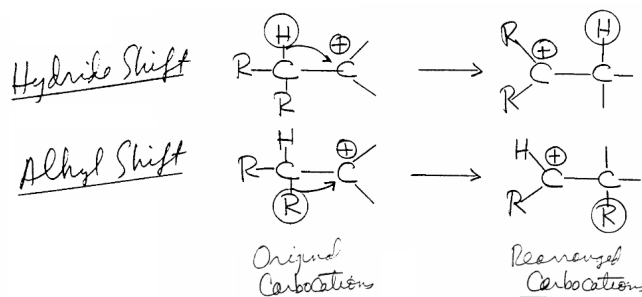 Hydride Shift
H
R-C-C⊕
R
→
R
⊕
C-C
H
R
Alkyl Shift
H
R-C-C⊕
R
→
H
⊕
C-C
R
R
Original
Carbocations
Rearranged
Carbocations